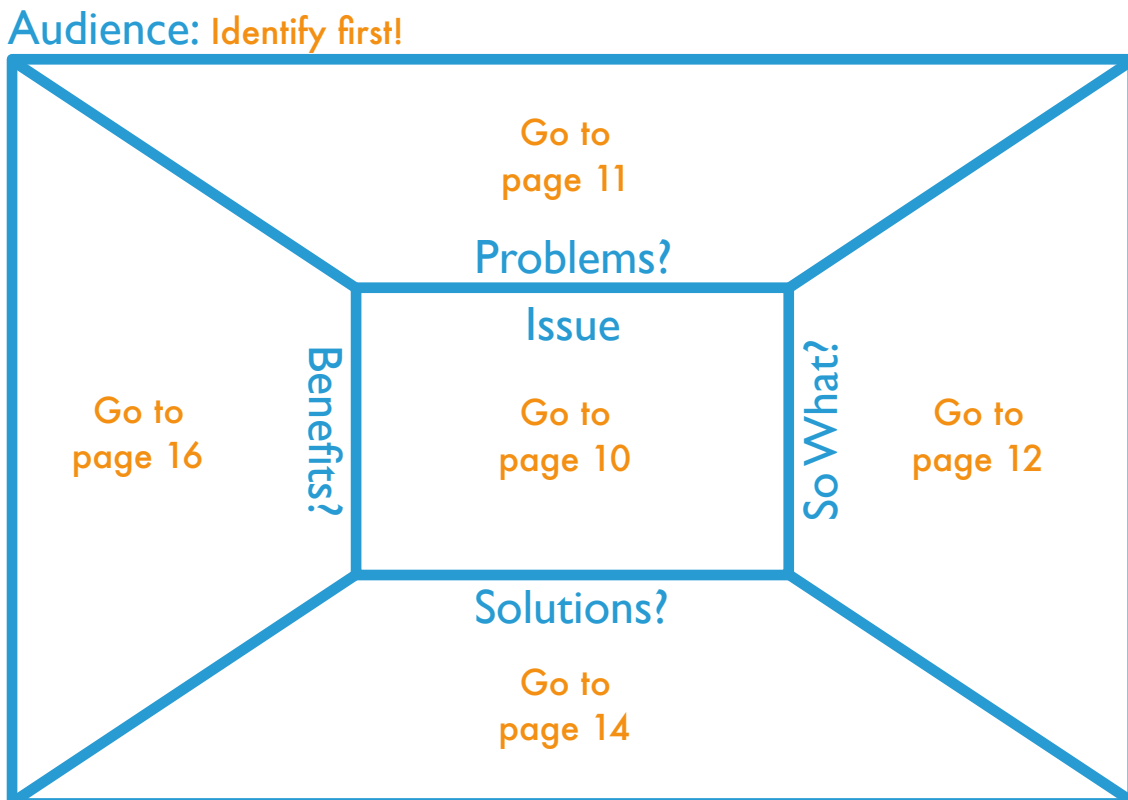 Audience: Identify first!
Go to
page 11
Problems?
Issue
Benefits?
Go to
page 16
Go to
page 10
So What?
Go to
page 12
Solutions?
Go to
page 14